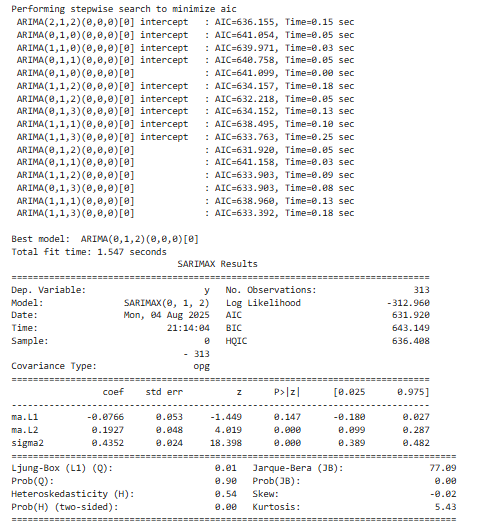 Performing stepwise search to minimize aic
ARIMA(2,1,2)(0,0,0)[0] intercept   : AIC=636.155, Time=0.15 sec
ARIMA(0,1,0)(0,0,0)[0] intercept   : AIC=641.054, Time=0.05 sec
ARIMA(1,1,0)(0,0,0)[0] intercept   : AIC=639.971, Time=0.03 sec
ARIMA(0,1,1)(0,0,0)[0] intercept   : AIC=640.758, Time=0.05 sec
ARIMA(0,1,0)(0,0,0)[0]             : AIC=641.099, Time=0.00 sec
ARIMA(1,1,2)(0,0,0)[0] intercept   : AIC=634.157, Time=0.18 sec
ARIMA(0,1,2)(0,0,0)[0] intercept   : AIC=632.218, Time=0.05 sec
ARIMA(0,1,3)(0,0,0)[0] intercept   : AIC=634.152, Time=0.13 sec
ARIMA(1,1,1)(0,0,0)[0] intercept   : AIC=638.495, Time=0.10 sec
ARIMA(1,1,3)(0,0,0)[0] intercept   : AIC=633.763, Time=0.25 sec
ARIMA(0,1,2)(0,0,0)[0]             : AIC=631.920, Time=0.05 sec
ARIMA(0,1,1)(0,0,0)[0]             : AIC=641.158, Time=0.03 sec
ARIMA(1,1,2)(0,0,0)[0]             : AIC=633.903, Time=0.09 sec
ARIMA(0,1,3)(0,0,0)[0]             : AIC=633.903, Time=0.08 sec
ARIMA(1,1,1)(0,0,0)[0]             : AIC=638.960, Time=0.13 sec
ARIMA(1,1,3)(0,0,0)[0]             : AIC=633.392, Time=0.18 sec
Best model:  ARIMA(0,1,2)(0,0,0)[0]
Total fit time: 1.547 seconds
SARIMAX Results
==============================================================================
Dep. Variable:                      y   No. Observations:                  313
Model:               SARIMAX(0, 1, 2)   Log Likelihood                -312.960
Date:                Mon, 04 Aug 2025   AIC                            631.920
Time:                        21:14:04   BIC                            643.149
Sample:                             0   HQIC                           636.408
- 313
Covariance Type:                  opg
==============================================================================
coef    std err          z      P>|z|      [0.025      0.975]
------------------------------------------------------------------------------
ma.L1         -0.0766      0.053     -1.449      0.147      -0.180       0.027
ma.L2          0.1927      0.048      4.019      0.000       0.099       0.287
sigma2         0.4352      0.024     18.398      0.000       0.389       0.482
===================================================================================
Ljung-Box (L1) (Q):                   0.01   Jarque-Bera (JB):                77.09
Prob(Q):                              0.90   Prob(JB):                         0.00
Heteroskedasticity (H):               0.54   Skew:                            -0.02
Prob(H) (two-sided):                  0.00   Kurtosis:                         5.43
===================================================================================